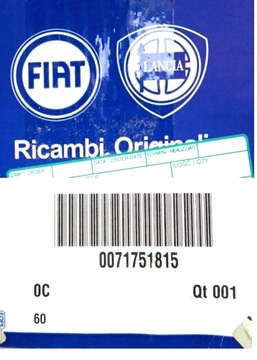 FIAT
LANCIA
Ricambi Originali
0071751815
0C Qt 001
60